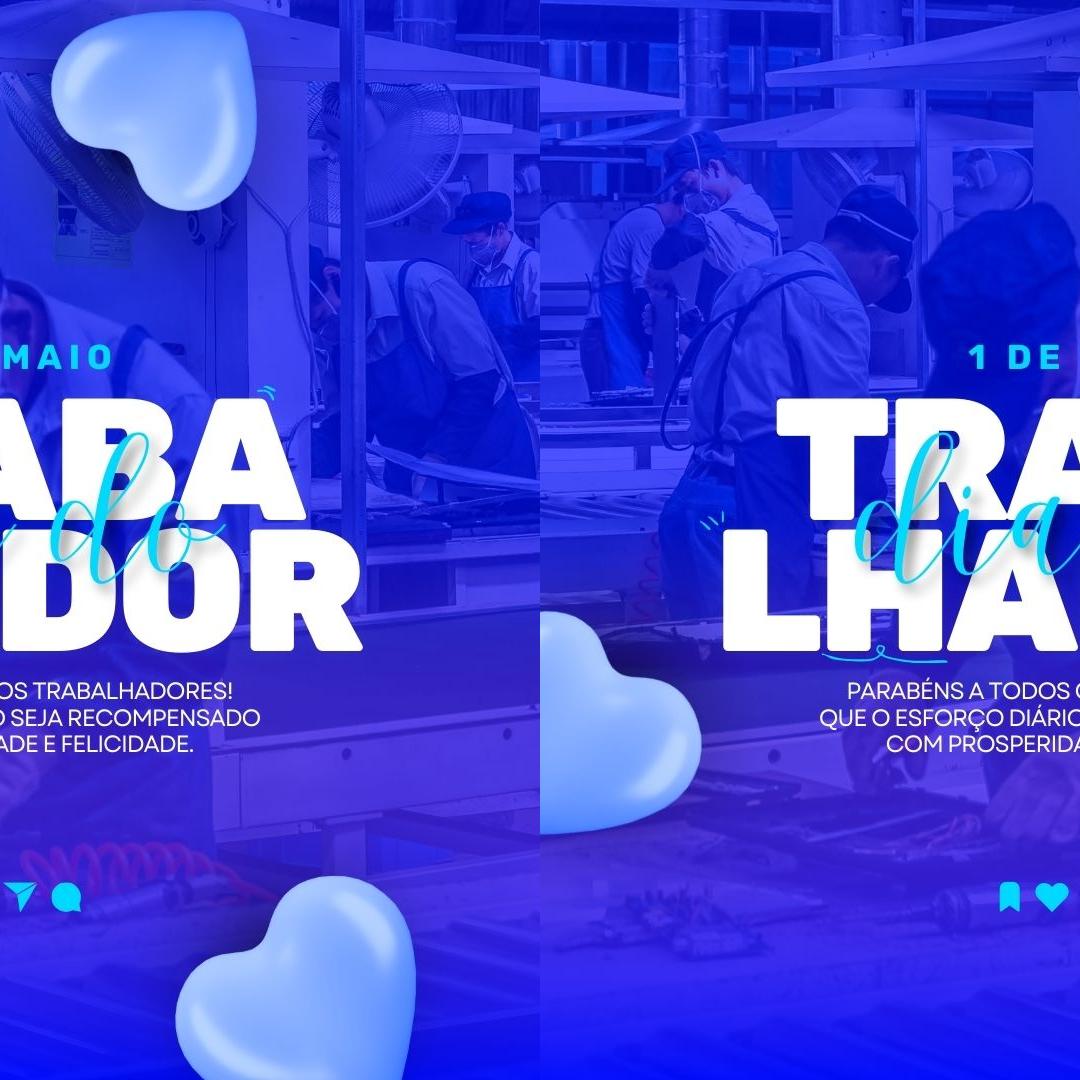 MAIO
ABA
do
DOR
OS TRABALHADORES!
O SEJA RECOMPENSADO
ADE E FELICIDADE.
1 DE
TRA
dia
LHA
PARABÉNS A TODOS
QUE O ESFORÇO DIÁRIO
COM PROSPERIDA